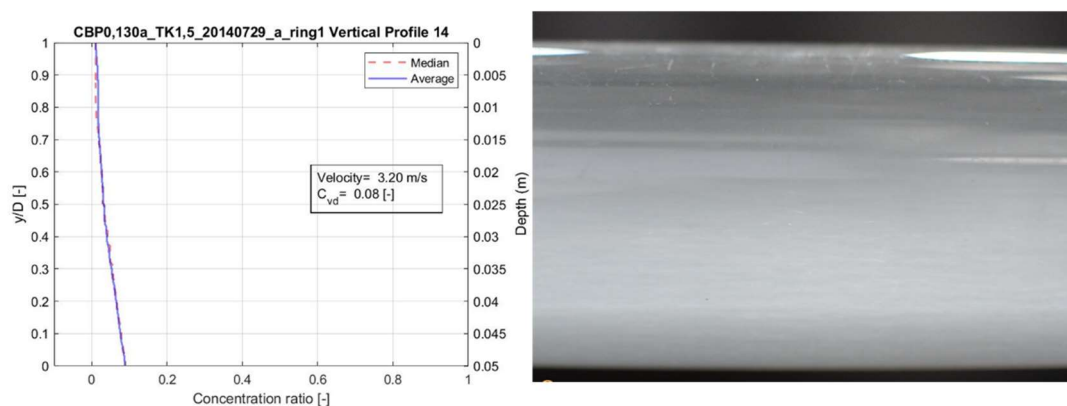 CBP0,130a_TK1,5_20140729_a_ring1 Vertical Profile 14
Median
Average
Velocity= 3.20 m/s
C_vd= 0.08 [-]
y/D [-]
1
0.9
0.8
0.7
0.6
0.5
0.4
0.3
0.2
0.1
0
0
0.005
0.01
0.015
0.02
0.025
0.03
0.035
0.04
0.045
0.05
Depth (m)
0 0.2 0.4 0.6 0.8 1
Concentration ratio [-]